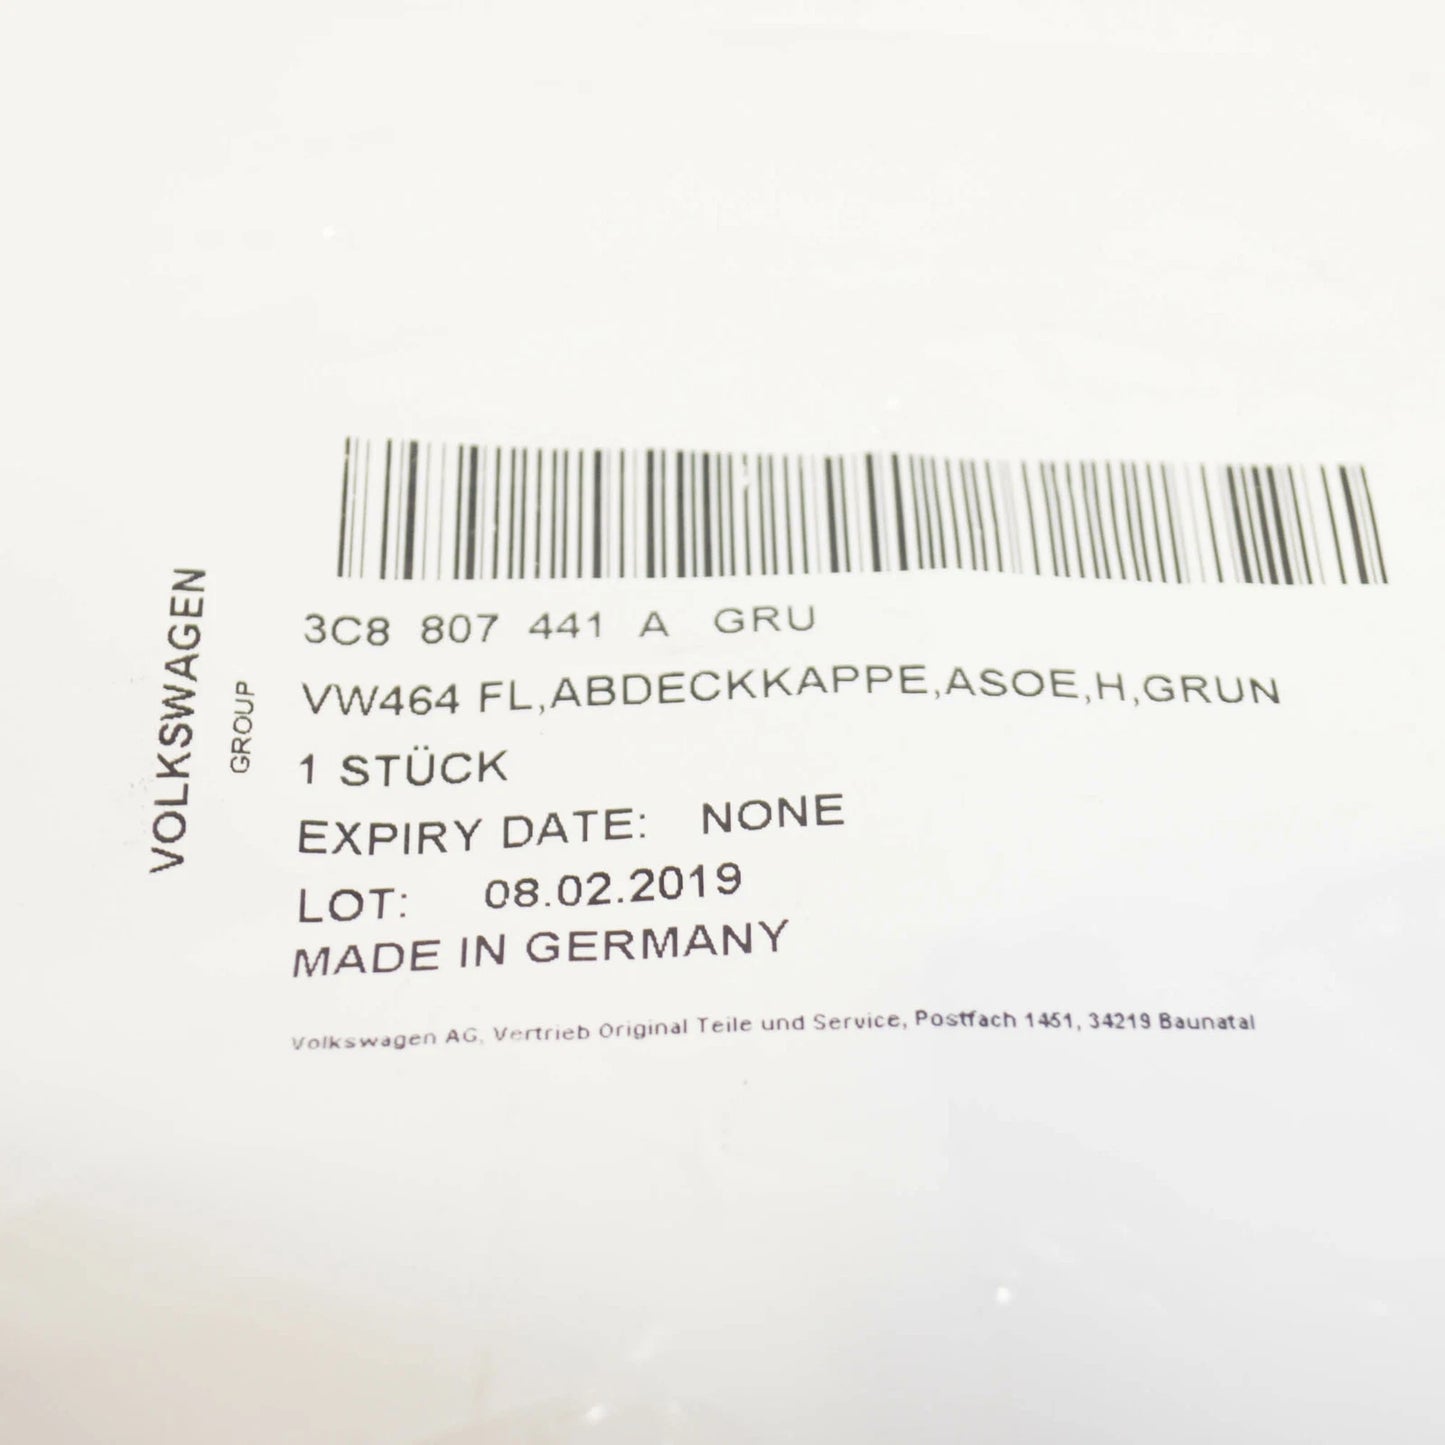 VOLKSWAGEN
GROUP
3C8 807 441 A GRU
VW464 FL,ABDECKKAPPE,ASOE,H,GRUN
1 STÜCK
EXPIRY DATE: NONE
LOT: 08.02.2019
MADE IN GERMANY
Volkswagen AG, Vertrieb Original Teile und Service, Postfach 1451, 34219 Baunatal